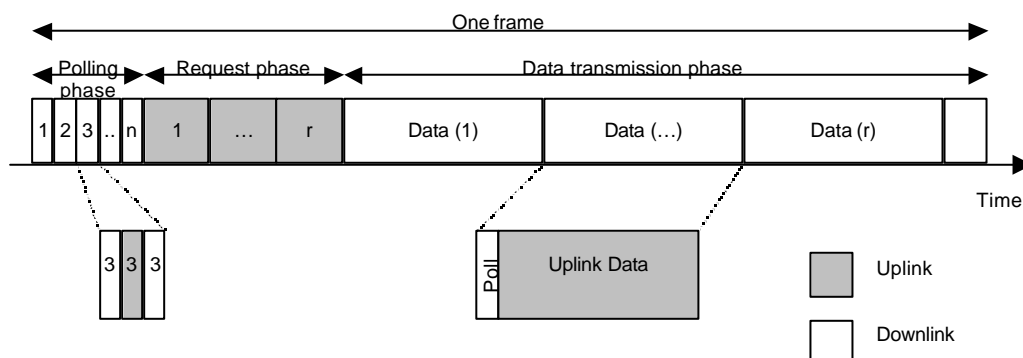 One frame
Polling phase
Request phase
Data transmission phase
1 2 3 .. n 1 … r Data (1) Data (…) Data (r)
Time
3 3 3
Poll
Uplink Data
Uplink
Downlink